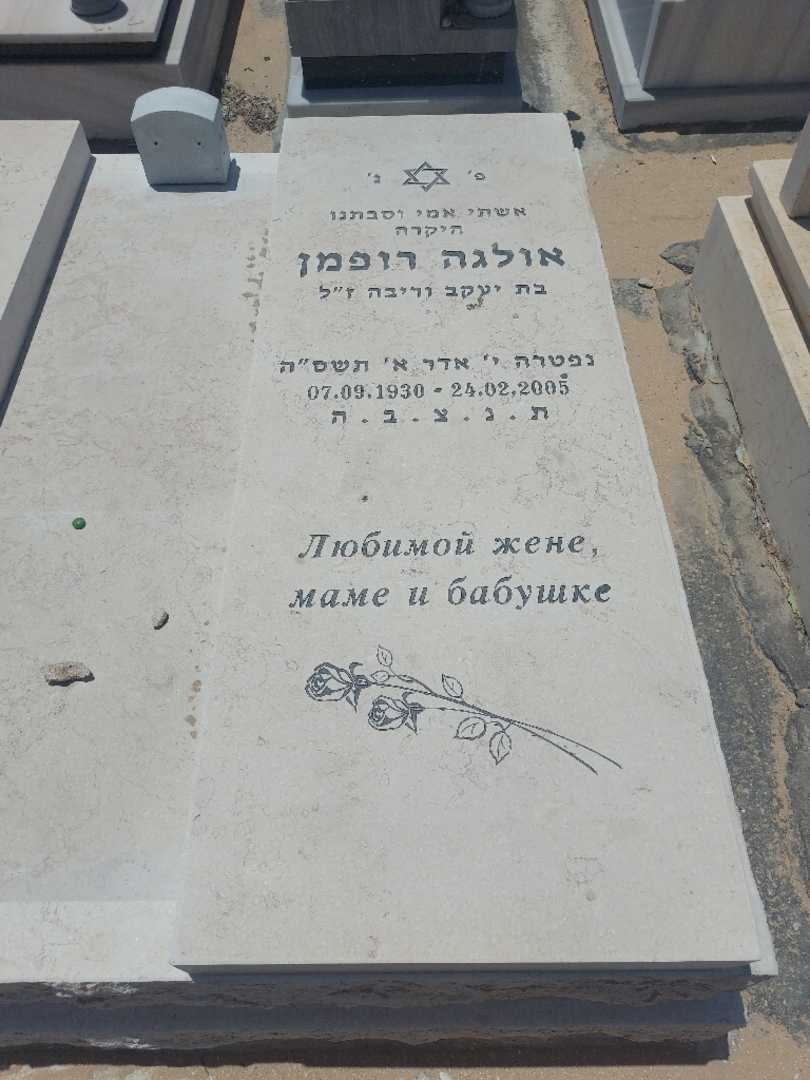 פ' נ'
אשתי אמי וסבתנו
היקרה
אולגה רופמן
בת יעקב וריבה ז"ל
נפטרה י' אדר א' תשס"ה
07.09.1930 - 24.02.2005
ת . נ . צ . ב . ה
Любимой жене,
маме и бабушке